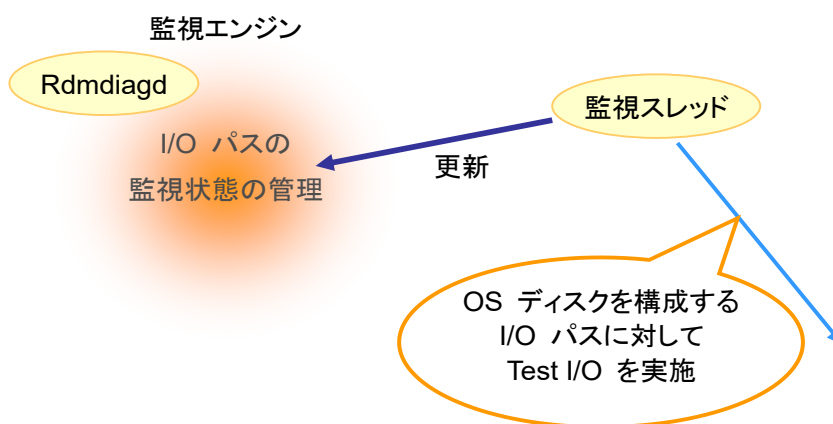 監視エンジン
Rdmdiagd
監視スレッド
I/O パスの
監視状態の管理
更新
OS ディスクを構成する
I/O パスに対して
Test I/O を実施